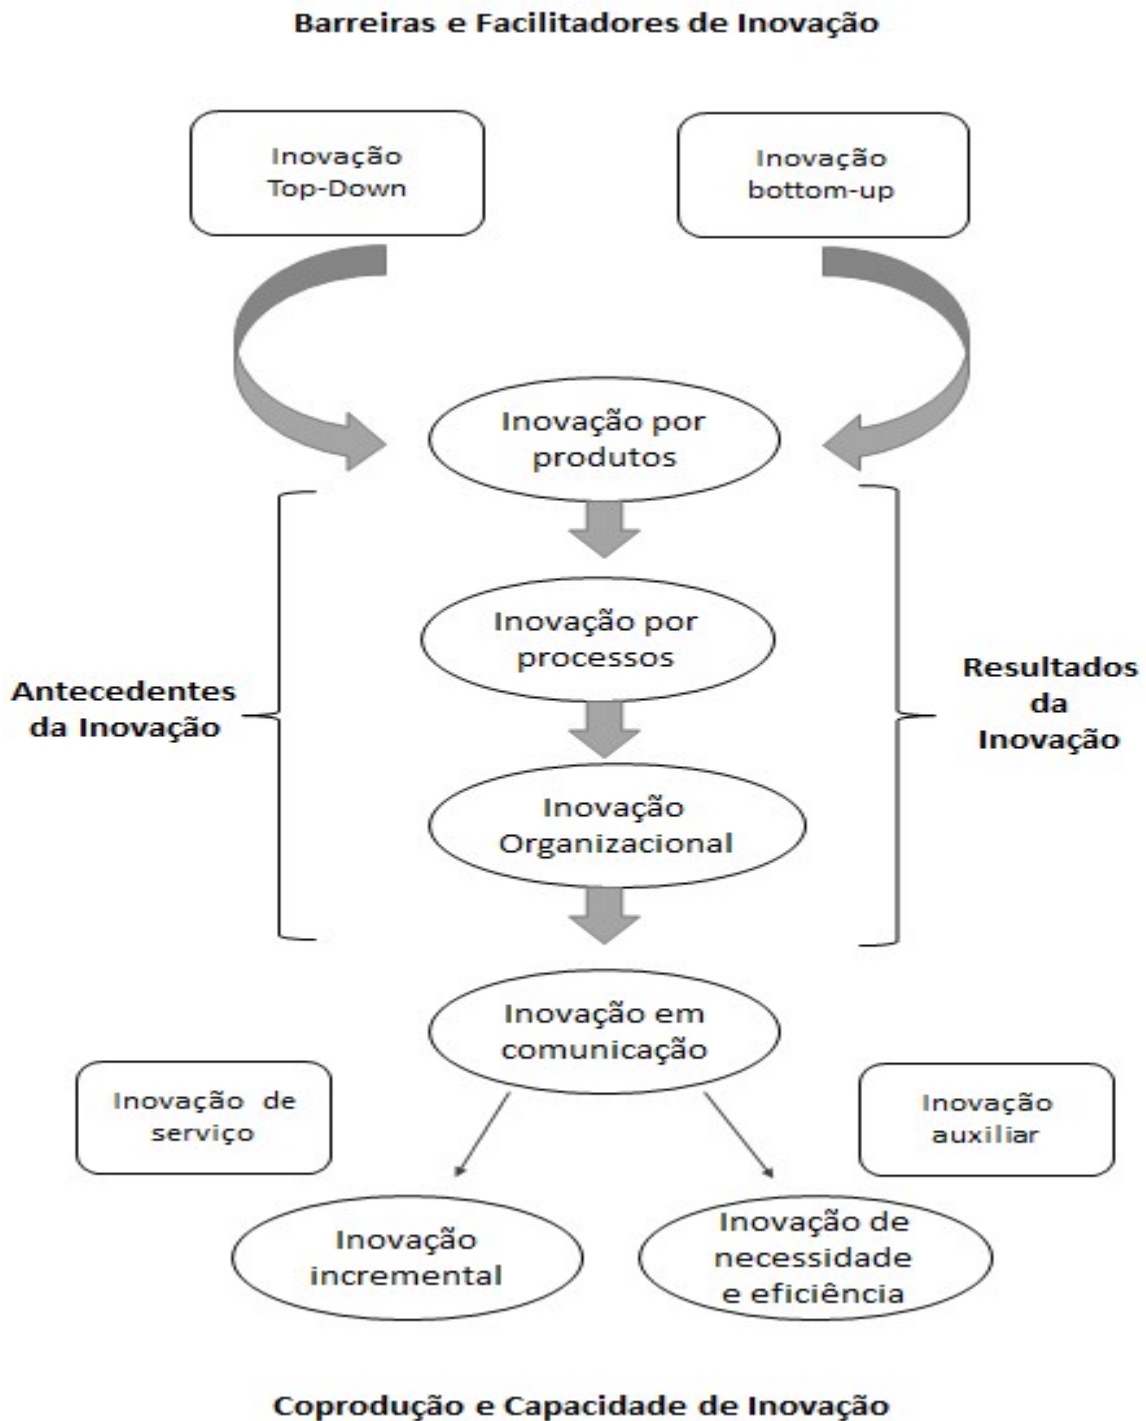 Barreiras e Facilitadores de Inovação
Inovação
Top-Down
Inovação
bottom-up
Inovação por
produtos
Inovação por
processos
Antecedentes
da Inovação
Resultados
da
Inovação
Inovação
Organizacional
Inovação em
comunicação
Inovação de
serviço
Inovação
auxiliar
Inovação
incremental
Inovação de
necessidade
e eficiência
Coprodução e Capacidade de Inovação